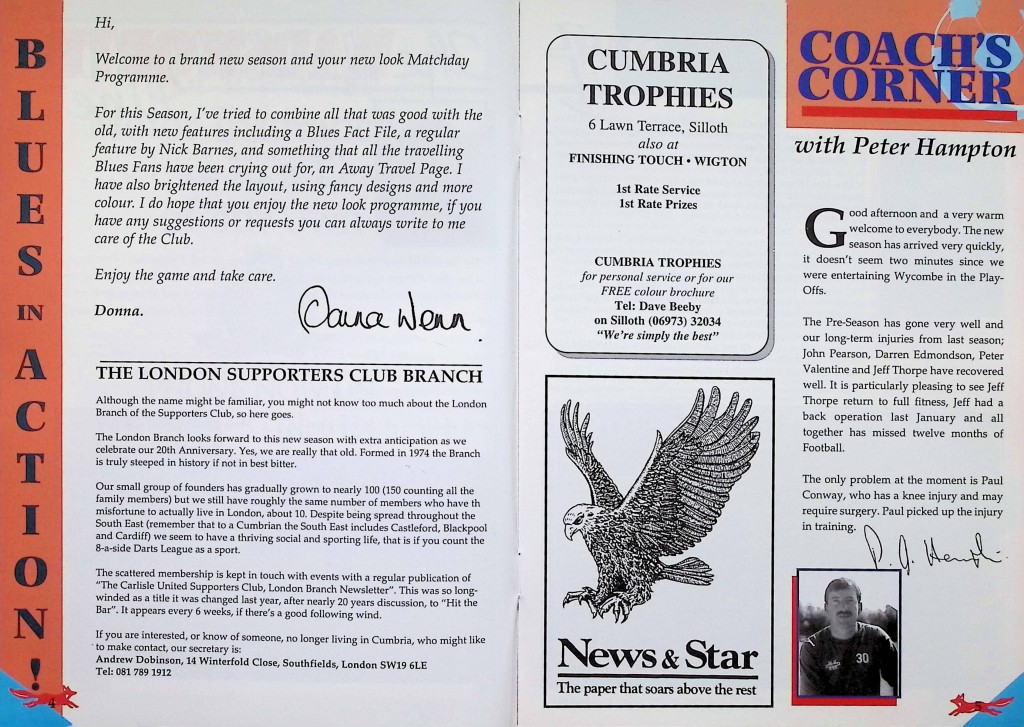 BLUES IN ACTION!
Hi,
Welcome to a brand new season and your new look Matchday
Programme.
For this Season, I've tried to combine all that was good with the
old, with new features including a Blues Fact File, a regular
feature by Nick Barnes, and something that all the travelling
Blues Fans have been crying out for, an Away Travel Page. I
have also brightened the layout, using fancy designs and more
colour. I do hope that you enjoy the new look programme, if you
have any suggestions or requests you can always write to me
care of the Club.
Enjoy the game and take care.
Donna.
Donna Wenn.
THE LONDON SUPPORTERS CLUB BRANCH
Although the name might be familiar, you might not know too much about the London
Branch of the Supporters Club, so here goes.
The London Branch looks forward to this new season with extra anticipation as we
celebrate our 20th Anniversary. Yes, we are really that old. Formed in 1974 the Branch
is truly steeped in history if not in best bitter.
Our small group of founders has gradually grown to nearly 100 (150 counting all the
family members) but we still have roughly the same number of members who have th
misfortune to actually live in London, about 10. Despite being spread throughout the
South East (remember that to a Cumbrian the South East includes Castleford, Blackpool
and Cardiff) we seem to have a thriving social and sporting life, that is if you count the
8-a-side Darts League as a sport.
The scattered membership is kept in touch with events with a regular publication of
"The Carlisle United Supporters Club, London Branch Newsletter". This was so long-
winded as a title it was changed last year, after nearly 20 years discussion, to "Hit the
Bar". It appears every 6 weeks, if there's a good following wind.
If you are interested, or know of someone, no longer living in Cumbria, who might like
to make contact, our secretary is:
Andrew Dobinson, 14 Winterfold Close, Southfields, London SW19 6LE
Tel: 081 789 1912
4
CUMBRIA
TROPHIES
6 Lawn Terrace, Silloth
also at
FINISHING TOUCH • WIGTON
1st Rate Service
1st Rate Prizes
CUMBRIA TROPHIES
for personal service or for our
FREE colour brochure
Tel: Dave Beeby
on Silloth (06973) 32034
"We're simply the best"
News & Star
The paper that soars above the rest
COACH'S
CORNER
with Peter Hampton
Good afternoon and a very warm
welcome to everybody. The new
season has arrived very quickly,
it doesn't seem two minutes since we
were entertaining Wycombe in the Play-
Offs.
The Pre-Season has gone very well and
our long-term injuries from last season;
John Pearson, Darren Edmondson, Peter
Valentine and Jeff Thorpe have recovered
well. It is particularly pleasing to see Jeff
Thorpe return to full fitness, Jeff had a
back operation last January and all
together has missed twelve months of
Football.
The only problem at the moment is Paul
Conway, who has a knee injury and may
require surgery. Paul picked up the injury
in training.
30
5